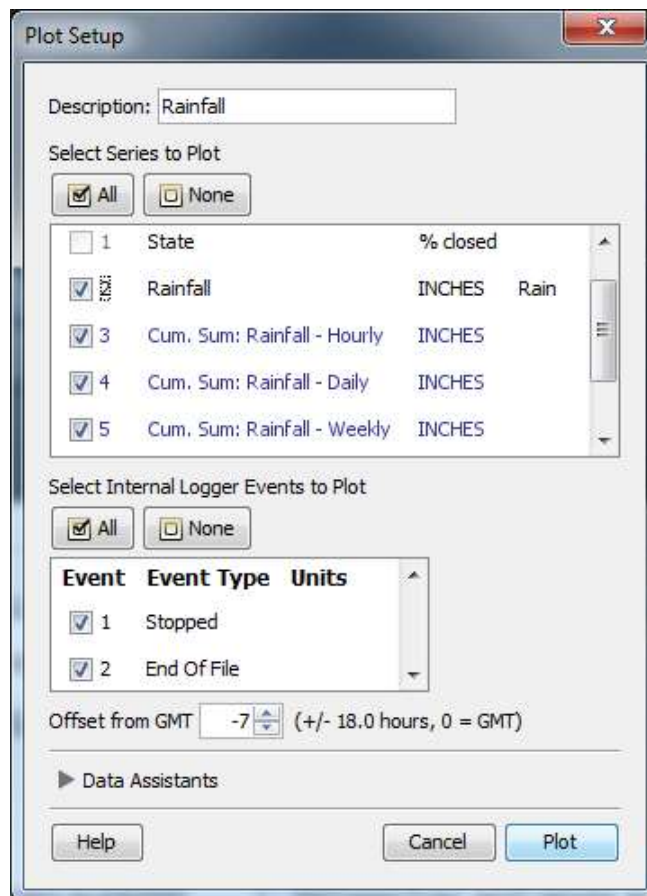 Plot Setup
Description: Rainfall
Select Series to Plot
All None
1 State % closed
2 Rainfall INCHES Rain
3 Cum. Sum: Rainfall - Hourly INCHES
4 Cum. Sum: Rainfall - Daily INCHES
5 Cum. Sum: Rainfall - Weekly INCHES
Select Internal Logger Events to Plot
All None
Event Event Type Units
1 Stopped
2 End Of File
Offset from GMT -7 (+/- 18.0 hours, 0 = GMT)
Data Assistants
Help Cancel Plot